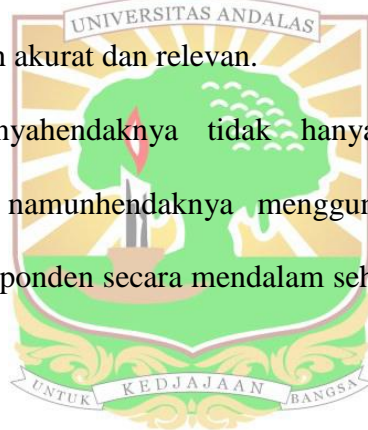 UNIVERSITAS ANDALAS
n akurat dan relevan.
nyahendaknya tidak hanya
namunhendaknya menggun
ponden secara mendalam seh
UNTUK KEDJAJAAN BANGSA